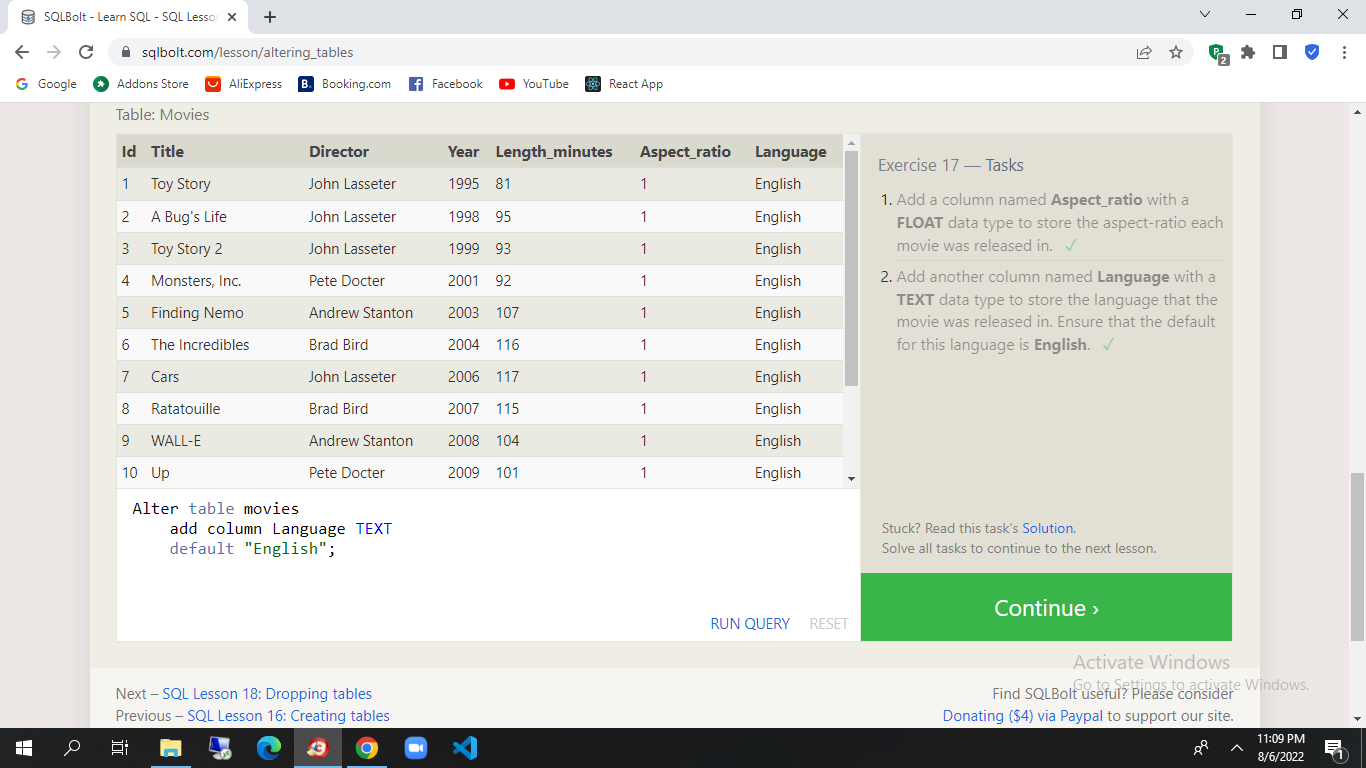 SQLBolt - Learn SQL - SQL Lesson
sqlbolt.com/lesson/altering_tables
2
Google Addons Store AliExpress B. Booking.com Facebook YouTube React App
Table: Movies
Id Title Director Year Length_minutes Aspect_ratio Language
1 Toy Story John Lasseter 1995 81 1 English
2 A Bug's Life John Lasseter 1998 95 1 English
3 Toy Story 2 John Lasseter 1999 93 1 English
4 Monsters, Inc. Pete Docter 2001 92 1 English
5 Finding Nemo Andrew Stanton 2003 107 1 English
6 The Incredibles Brad Bird 2004 116 1 English
7 Cars John Lasseter 2006 117 1 English
8 Ratatouille Brad Bird 2007 115 1 English
9 WALL-E Andrew Stanton 2008 104 1 English
10 Up Pete Docter 2009 101 1 English
Alter table movies
add column Language TEXT
default "English";
RUN QUERY RESET
Exercise 17 — Tasks
1. Add a column named Aspect_ratio with a
FLOAT data type to store the aspect-ratio each
movie was released in. ✓
2. Add another column named Language with a
TEXT data type to store the language that the
movie was released in. Ensure that the default
for this language is English. ✓
Stuck? Read this task's Solution.
Solve all tasks to continue to the next lesson.
Continue ›
Next – SQL Lesson 18: Dropping tables
Previous – SQL Lesson 16: Creating tables
Find SQLBolt useful? Please consider
Donating ($4) via Paypal to support our site.
Activate Windows
Go to Settings to activate Windows.
11:09 PM
8/6/2022
1